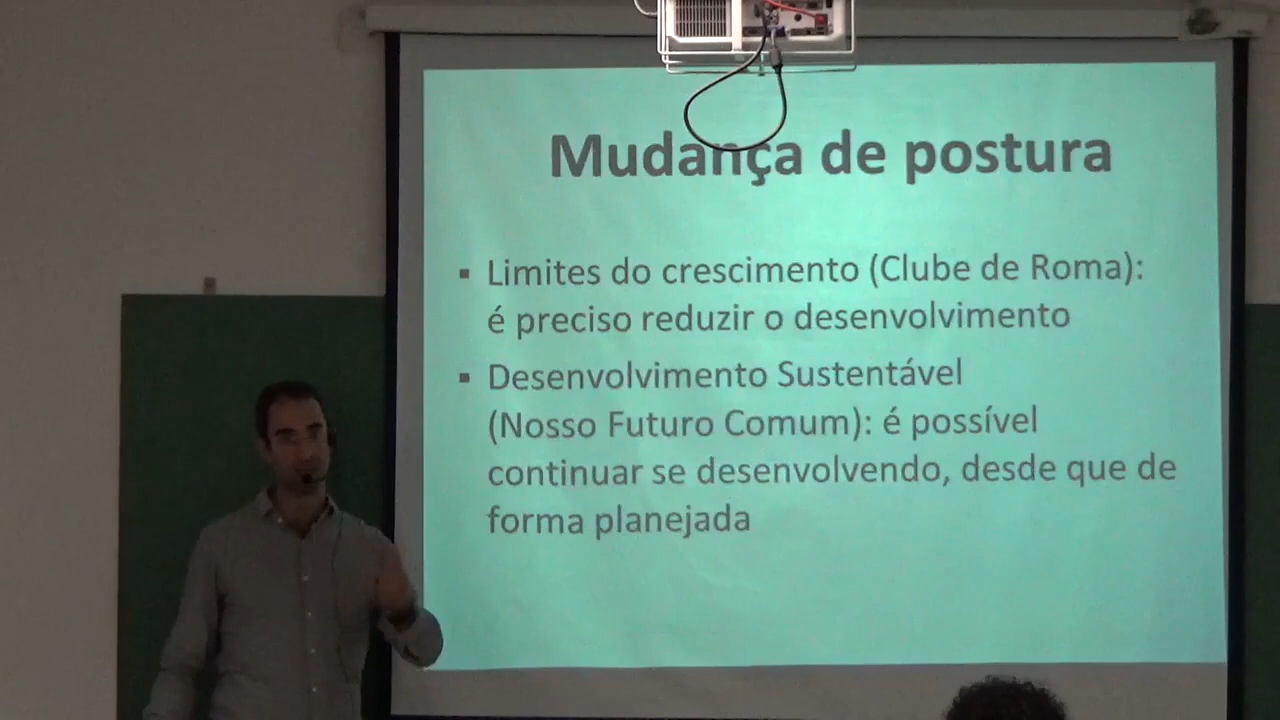 Mudança de postura
▪ Limites do crescimento (Clube de Roma):
é preciso reduzir o desenvolvimento
▪ Desenvolvimento Sustentável
(Nosso Futuro Comum): é possível
continuar se desenvolvendo, desde que de
forma planejada